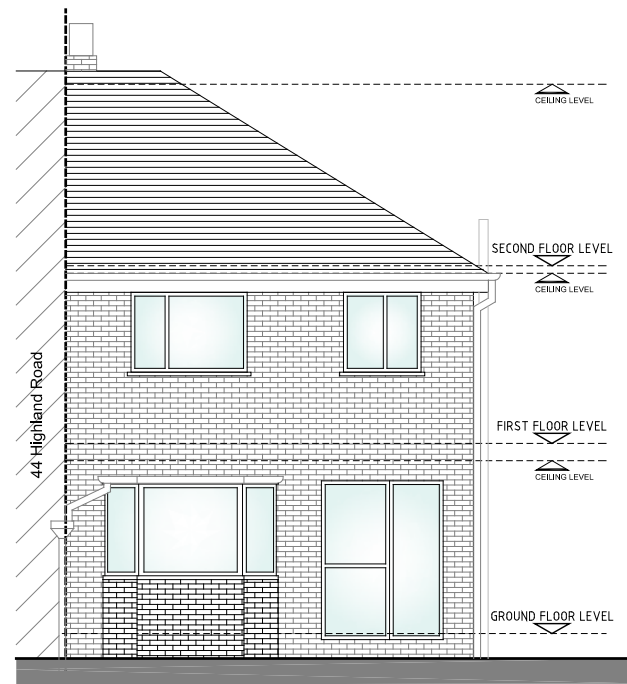 CEILING LEVEL
SECOND FLOOR LEVEL
CEILING LEVEL
44 Highland Road
FIRST FLOOR LEVEL
CEILING LEVEL
GROUND FLOOR LEVEL